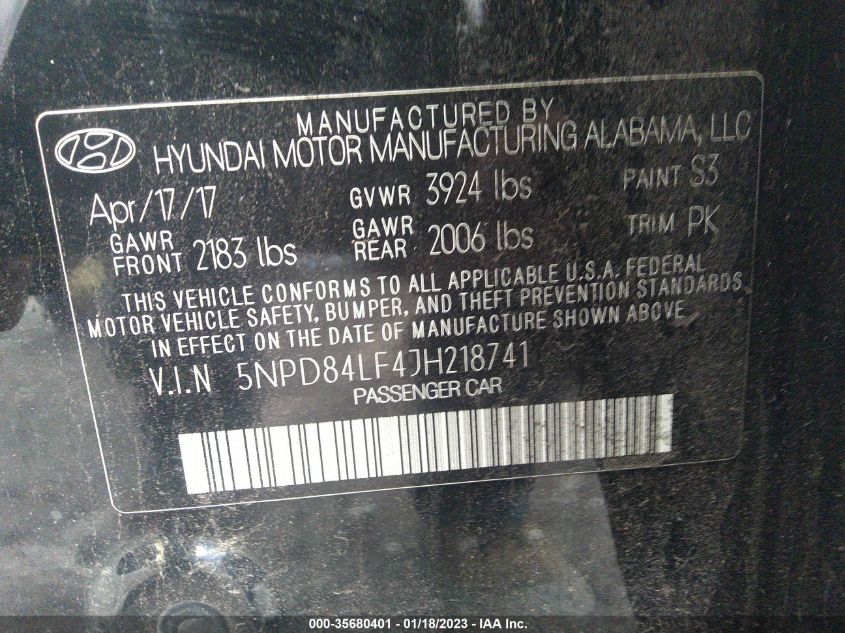 MANUFACTURED BY
HYUNDAI MOTOR MANUFACTURING ALABAMA, LLC
Apr/17/17 GVWR 3924 lbs PAINT S3
GAWR FRONT 2183 lbs GAWR REAR 2006 lbs TRIM PK
THIS VEHICLE CONFORMS TO ALL APPLICABLE U.S.A. FEDERAL
MOTOR VEHICLE SAFETY, BUMPER, AND THEFT PREVENTION STANDARDS
IN EFFECT ON THE DATE OF MANUFACTURE SHOWN ABOVE
V.I.N 5NPD84LF4JH218741
PASSENGER CAR
000-35680401 - 01/18/2023 - IAA Inc.